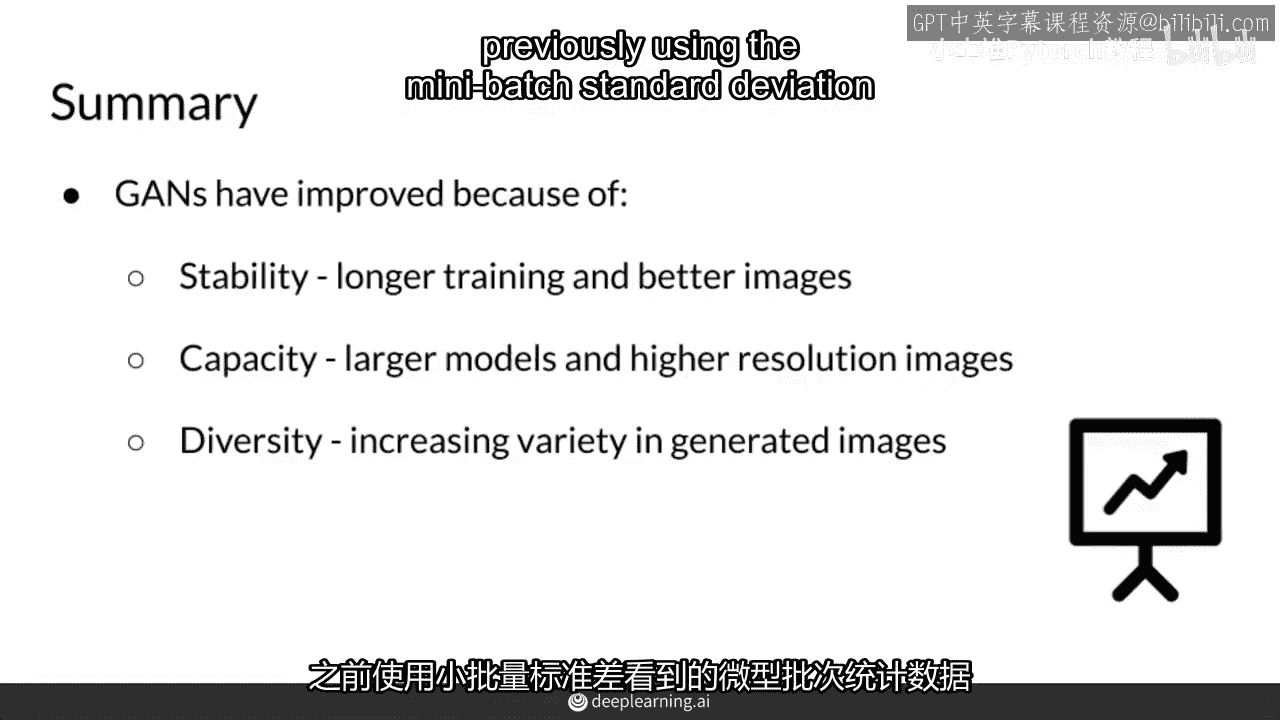 GPT中英字幕课程资源@bilibili.com
previously using the
mini-batch standard deviation
Summary
● GANs have improved because of:
○ Stability - longer training and better images
○ Capacity - larger models and higher resolution images
○ Diversity - increasing variety in generated images
之前使用小批量标准差看到的微型批次统计数据
deeplearning.ai